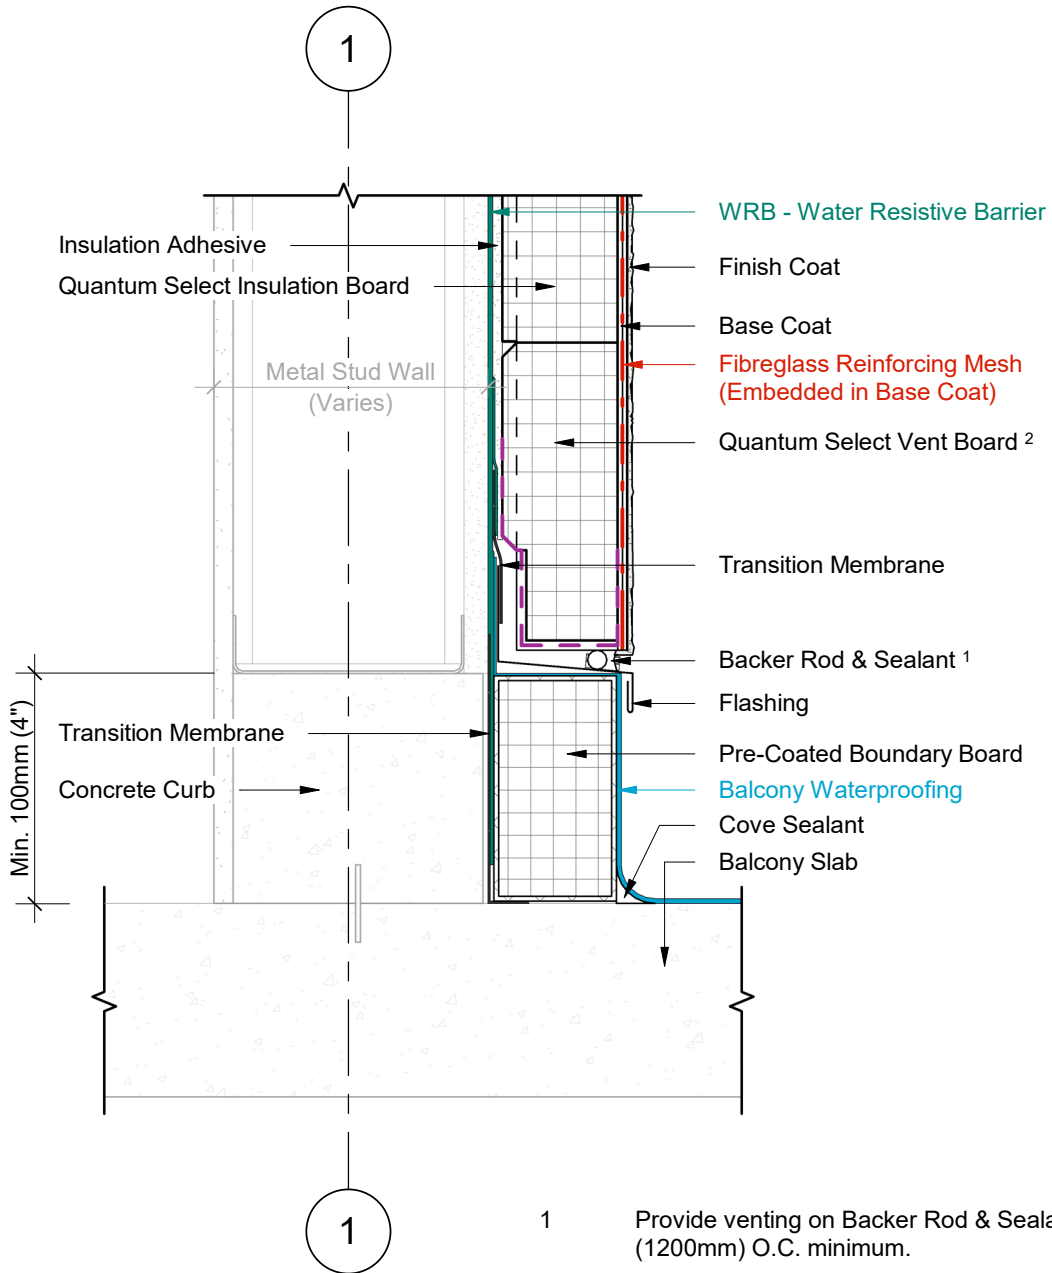 1
WRB - Water Resistive Barrier
Insulation Adhesive
Finish Coat
Quantum Select Insulation Board
Base Coat
Fibreglass Reinforcing Mesh
(Embedded in Base Coat)
Metal Stud Wall
(Varies)
Quantum Select Vent Board 2
Transition Membrane
Backer Rod & Sealant 1
Flashing
Min. 100mm (4")
Transition Membrane
Pre-Coated Boundary Board
Concrete Curb
Balcony Waterproofing
Cove Sealant
Balcony Slab
1
1 Provide venting on Backer Rod &
(1200mm) O.C. minimum.